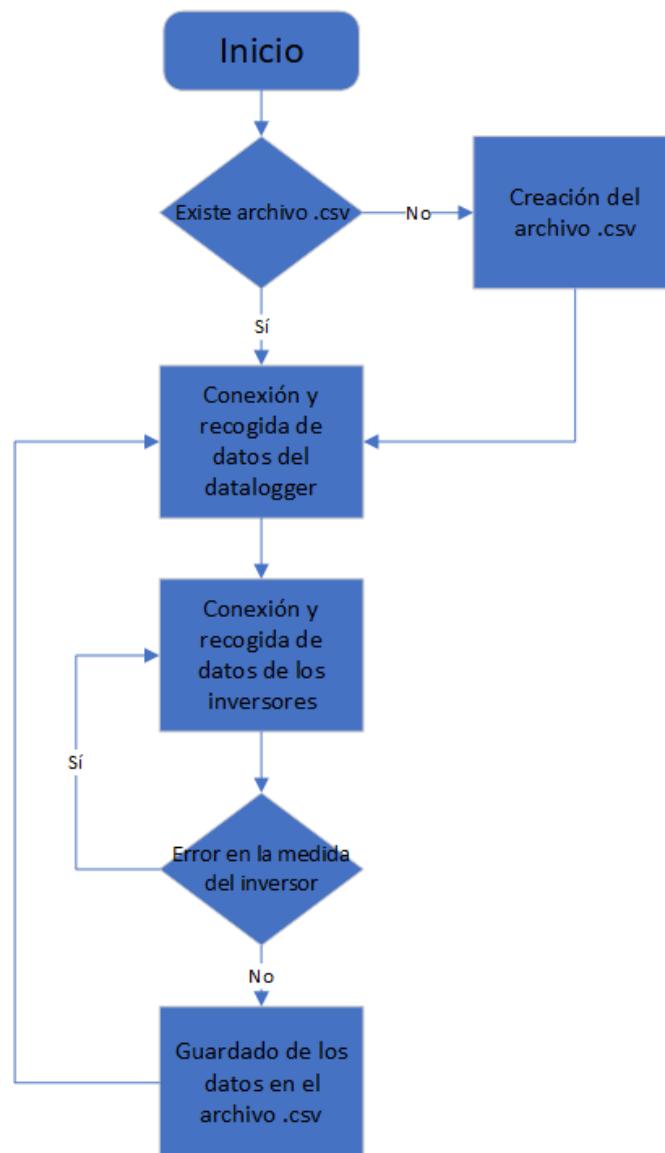 Inicio
Existe archivo .csv
No
Creación del
archivo .csv
Sí
Conexión y
recogida de
datos del
datalogger
Conexión y
recogida de
datos de los
inversores
Sí
Error en la medida
del inversor
No
Guardado de los
datos en el
archivo .csv